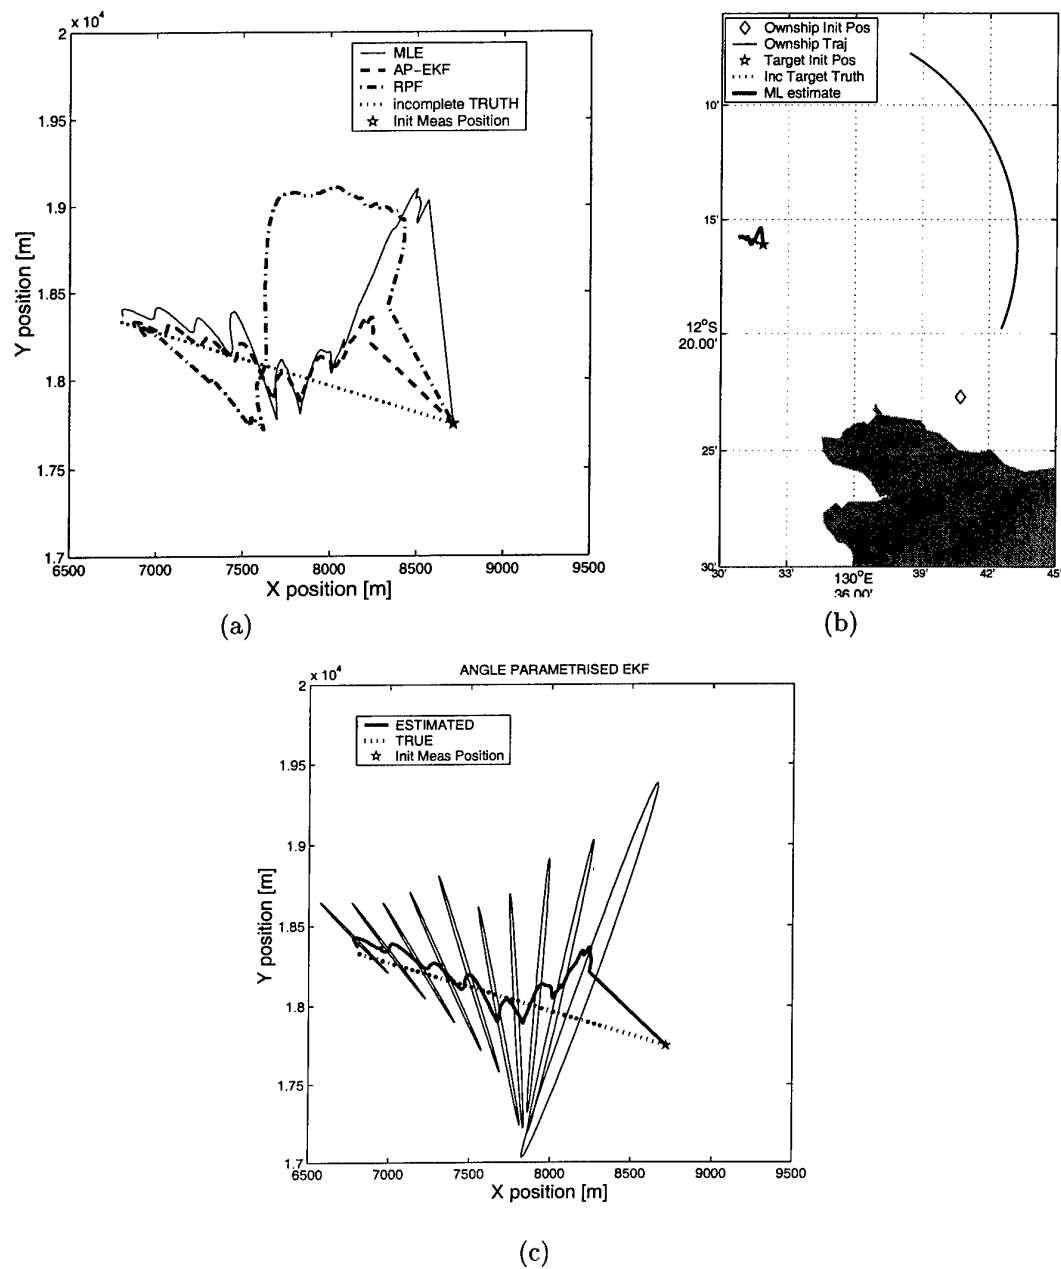 x 10⁴
2
1.95
1.9
1.85
1.8
1.75
1.7
Y position [m]
MLE
AP-EKF
RPF
incomplete TRUTH
Init Meas Position
6500 7000 7500 8000 8500 9000 9500
X position [m]
(a)
Ownship Init Pos
Ownship Traj
Target Init Pos
Inc Target Truth
ML estimate
10'
15'
12°S
20.00'
25'
30'
30' 33' 130°E 39' 42' 45'
36.00'
(b)
ANGLE PARAMETRISED EKF
x 10⁴
2
1.95
1.9
1.85
1.8
1.75
1.7
Y position [m]
ESTIMATED
TRUE
Init Meas Position
6500 7000 7500 8000 8500 9000 9500
X position [m]
(c)